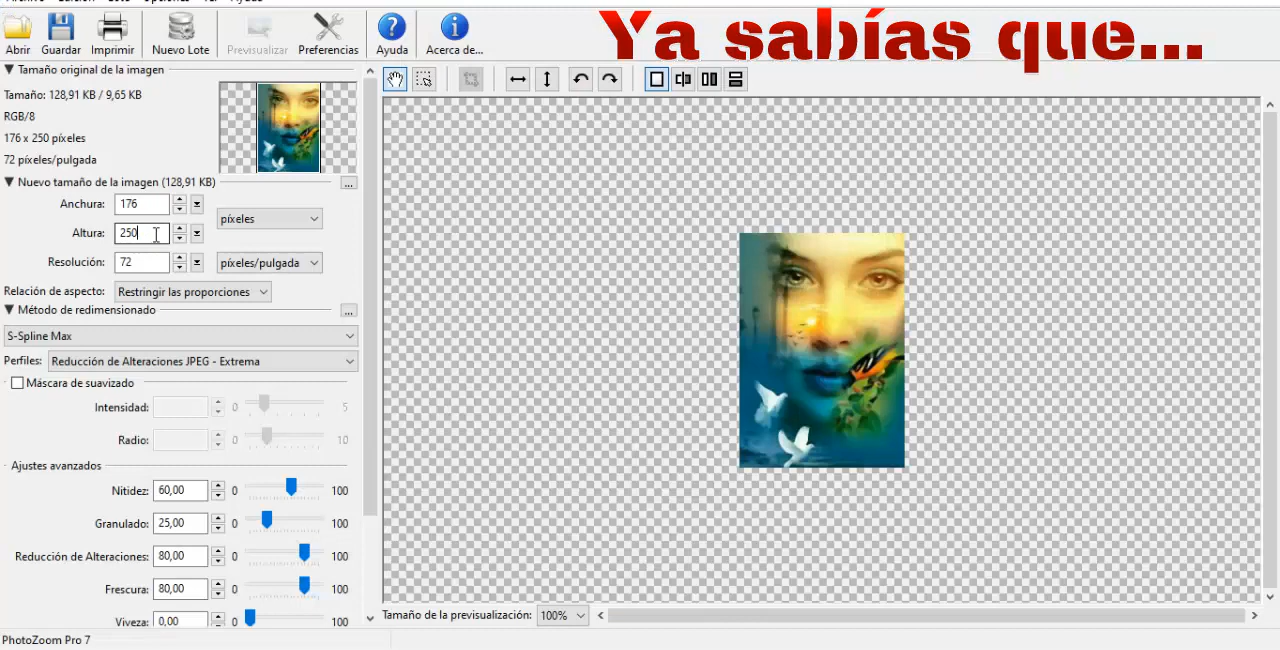 Ya sabías que...
Abrir Guardar Imprimir Nuevo Lote Previsualizar Preferencias Ayuda Acerca de...
Tamaño original de la imagen
Tamaño: 128,91 KB / 9,65 KB
RGB/8
176 x 250 píxeles
72 píxeles/pulgada
Nuevo tamaño de la imagen (128,91 KB) ...
Anchura: 176
píxeles
Altura: 250
Resolución: 72 píxeles/pulgada
Relación de aspecto: Restringir las proporciones
Método de redimensionado ...
S-Spline Max
Perfiles: Reducción de Alteraciones JPEG - Extrema
Máscara de suavizado
Intensidad: 0 5
Radio: 0 10
Ajustes avanzados
Nitidez: 60,00 0 100
Granulado: 25,00 0 100
Reducción de Alteraciones: 80,00 0 100
Frescura: 80,00 0 100
Viveza: 0,00 0 100
Tamaño de la previsualización: 100%
PhotoZoom Pro 7